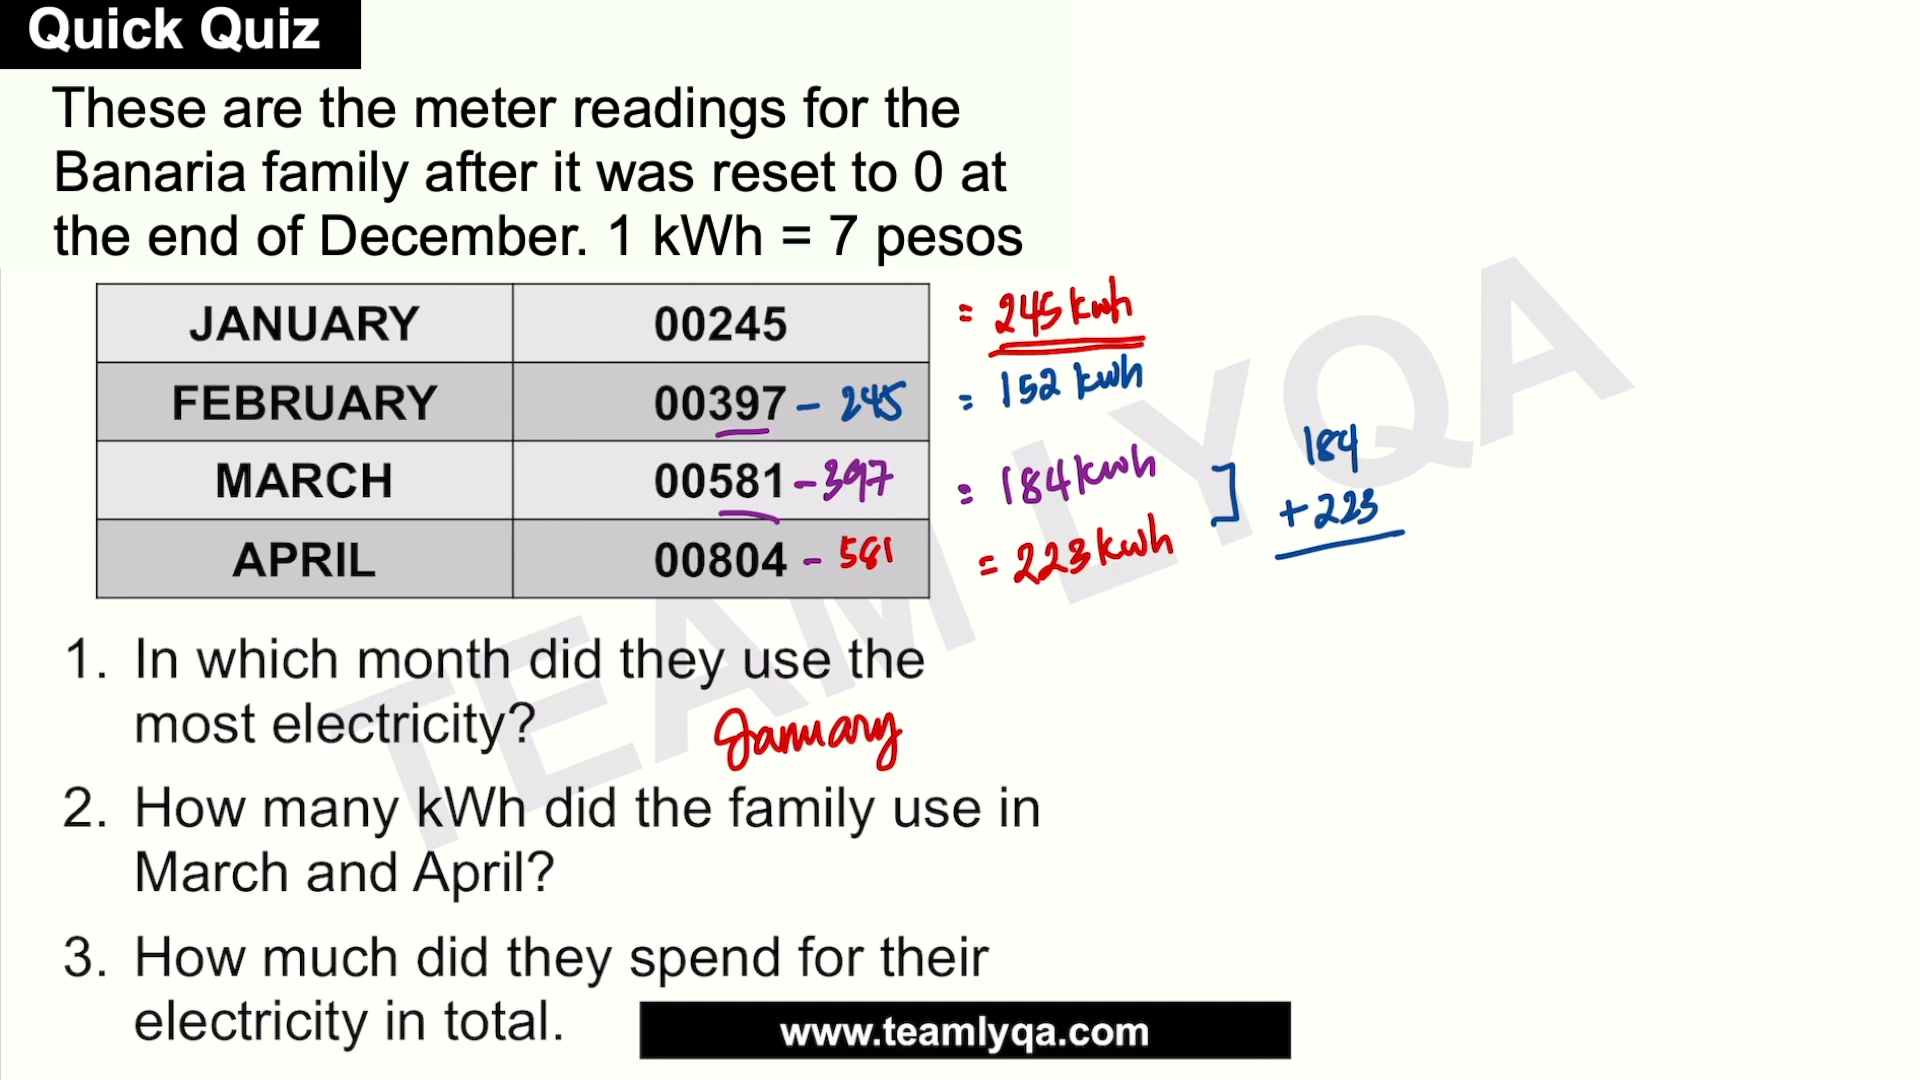 Quick Quiz
These are the meter readings for the
Banaria family after it was reset to 0 at
the end of December. 1 kWh = 7 pesos
JANUARY 00245 = 245 kwh
FEBRUARY 00397 - 245 = 152 kwh
MARCH 00581 - 397 = 184 kwh ] 184
+ 223
APRIL 00804 - 581 = 223 kwh
1. In which month did they use the
most electricity? January
2. How many kWh did the family use in
March and April?
3. How much did they spend for their
electricity in total.
www.teamlyqa.com
TEAM LYQA